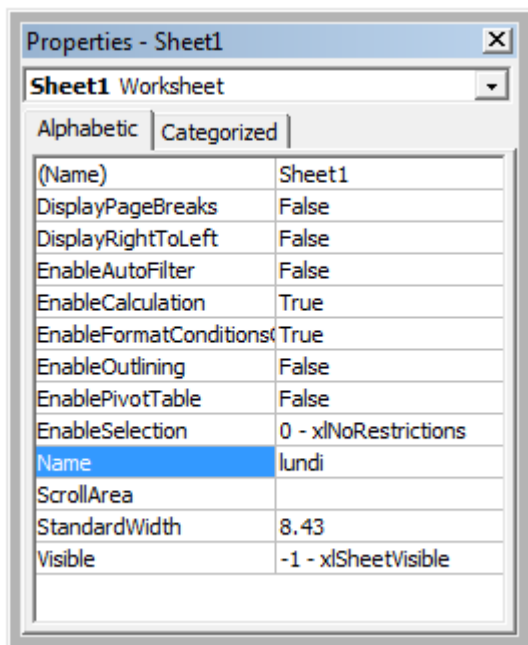 Properties - Sheet1
Sheet1 Worksheet
Alphabetic Categorized
(Name) Sheet1
DisplayPageBreaks False
DisplayRightToLeft False
EnableAutoFilter False
EnableCalculation True
EnableFormatConditionsC True
EnableOutlining False
EnablePivotTable False
EnableSelection 0 - xlNoRestrictions
Name lundi
ScrollArea
StandardWidth 8.43
Visible -1 - xlSheetVisible